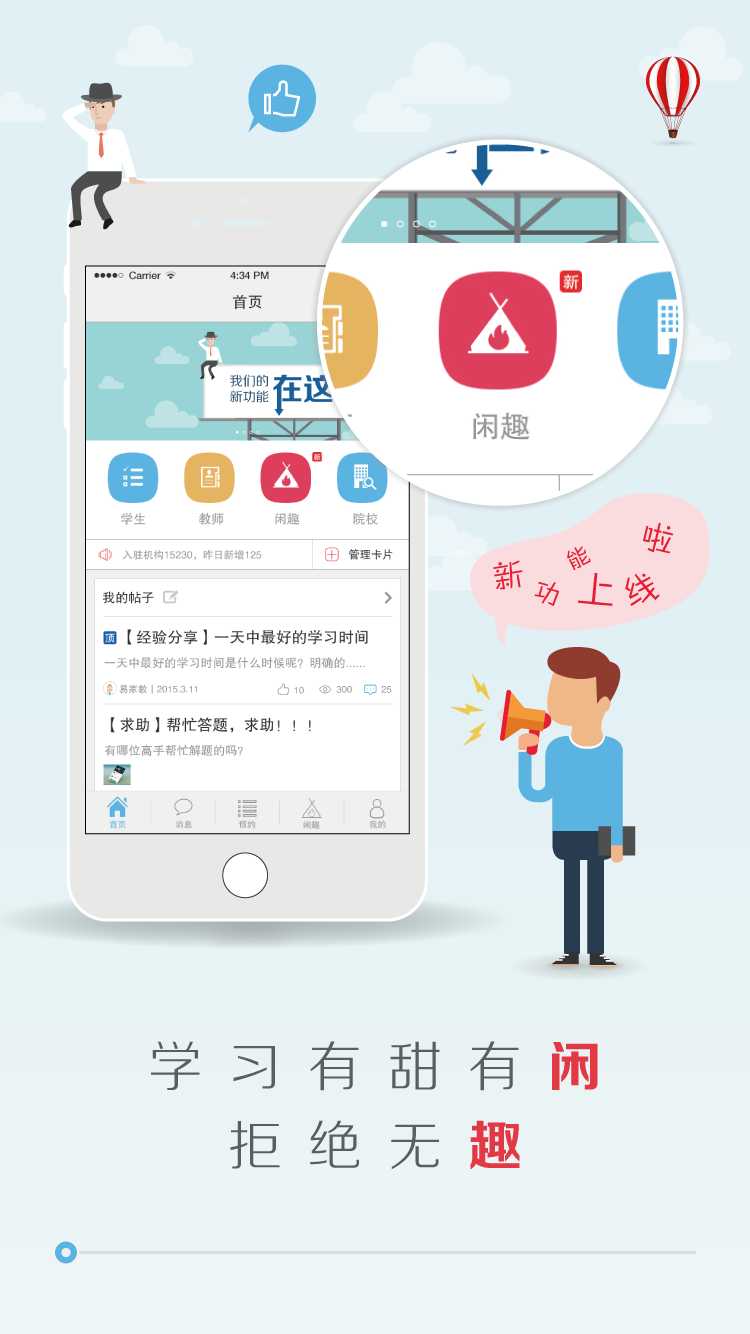 Carrier
4:34 PM
首页
我们的
新功能
在这
新
闲趣
学生
教师
新
闲趣
院校
入驻机构15230，昨日新增125
管理卡片
我的帖子
顶【经验分享】一天中最好的学习时间
一天中最好的学习时间是什么时候呢？明确的......
易家教 | 2015.3.11
10
300
25
【求助】帮忙答题，求助！！！
有哪位高手帮忙解题的吗?
首页
消息
预约
闲趣
我的
新功能上线啦
学习有甜有闲
拒绝无趣